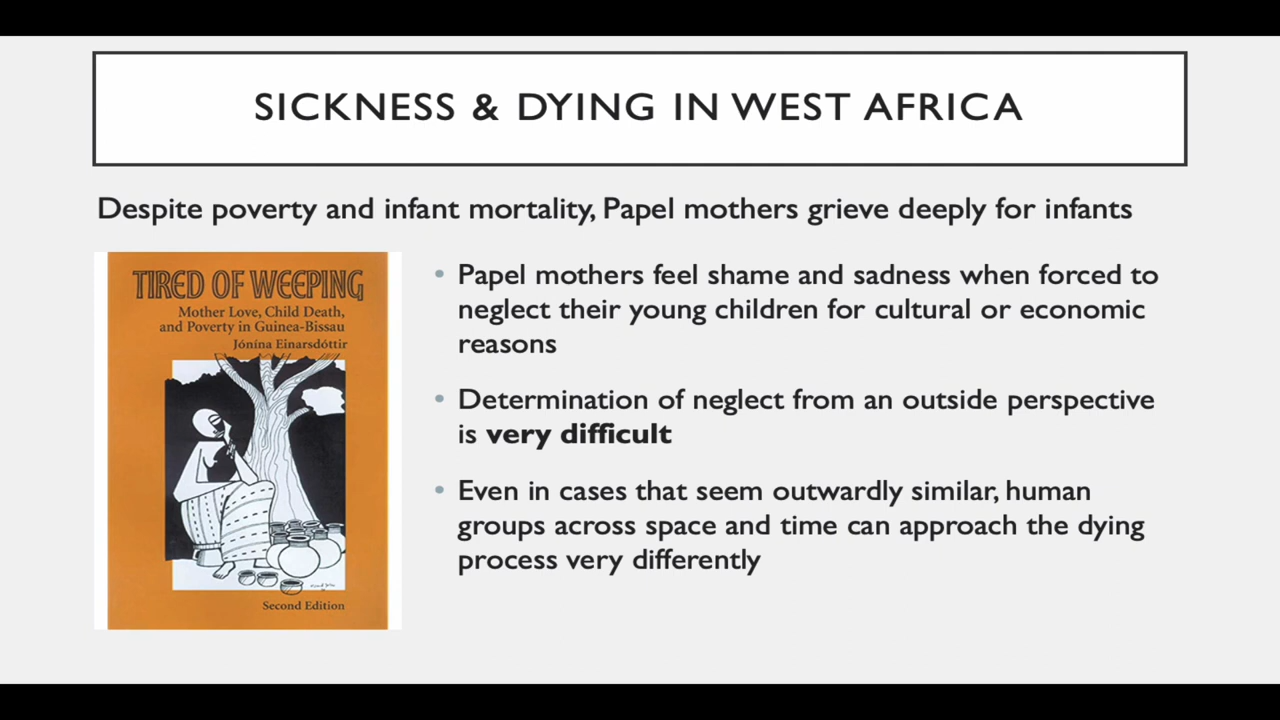 SICKNESS & DYING IN WEST AFRICA
Despite poverty and infant mortality, Papel mothers grieve deeply for infants
TIRED OF WEEPING
Mother Love, Child Death,
and Poverty in Guinea-Bissau
Jónína Einarsdóttir
Second Edition
• Papel mothers feel shame and sadness when forced to
neglect their young children for cultural or economic
reasons
• Determination of neglect from an outside perspective
is very difficult
• Even in cases that seem outwardly similar, human
groups across space and time can approach the dying
process very differently